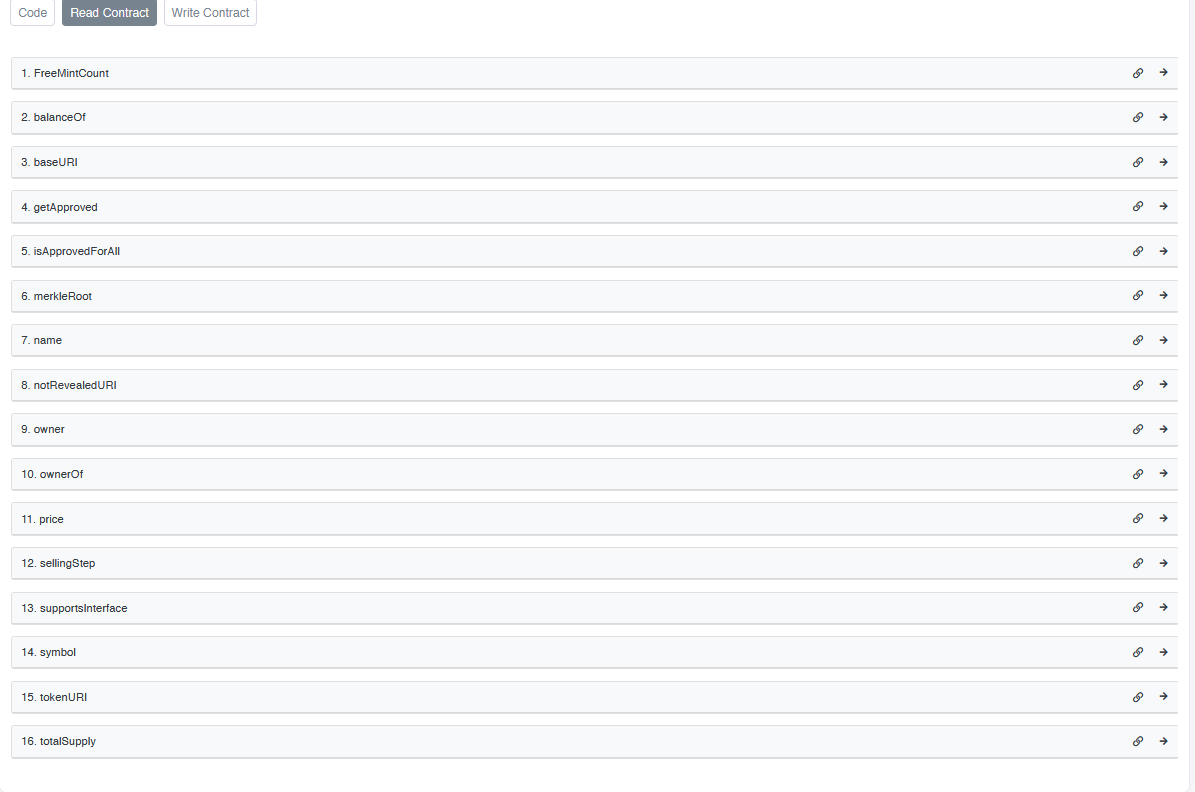 Code Read Contract Write Contract
1. FreeMintCount
2. balanceOf
3. baseURI
4. getApproved
5. isApprovedForAll
6. merkleRoot
7. name
8. notRevealedURI
9. owner
10. ownerOf
11. price
12. sellingStep
13. supportsInterface
14. symbol
15. tokenURI
16. totalSupply